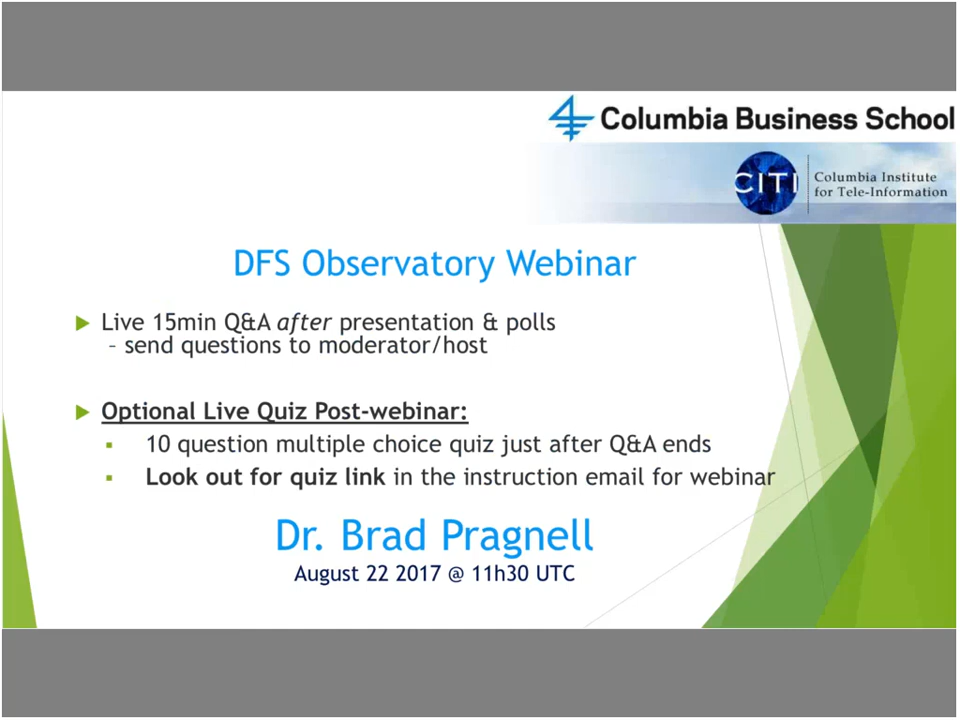 Columbia Business School
CITI
Columbia Institute
for Tele-Information
DFS Observatory Webinar
Live 15min Q&A after presentation & polls
– send questions to moderator/host
Optional Live Quiz Post-webinar:
10 question multiple choice quiz just after Q&A ends
Look out for quiz link in the instruction email for webinar
Dr. Brad Pragnell
August 22 2017 @ 11h30 UTC